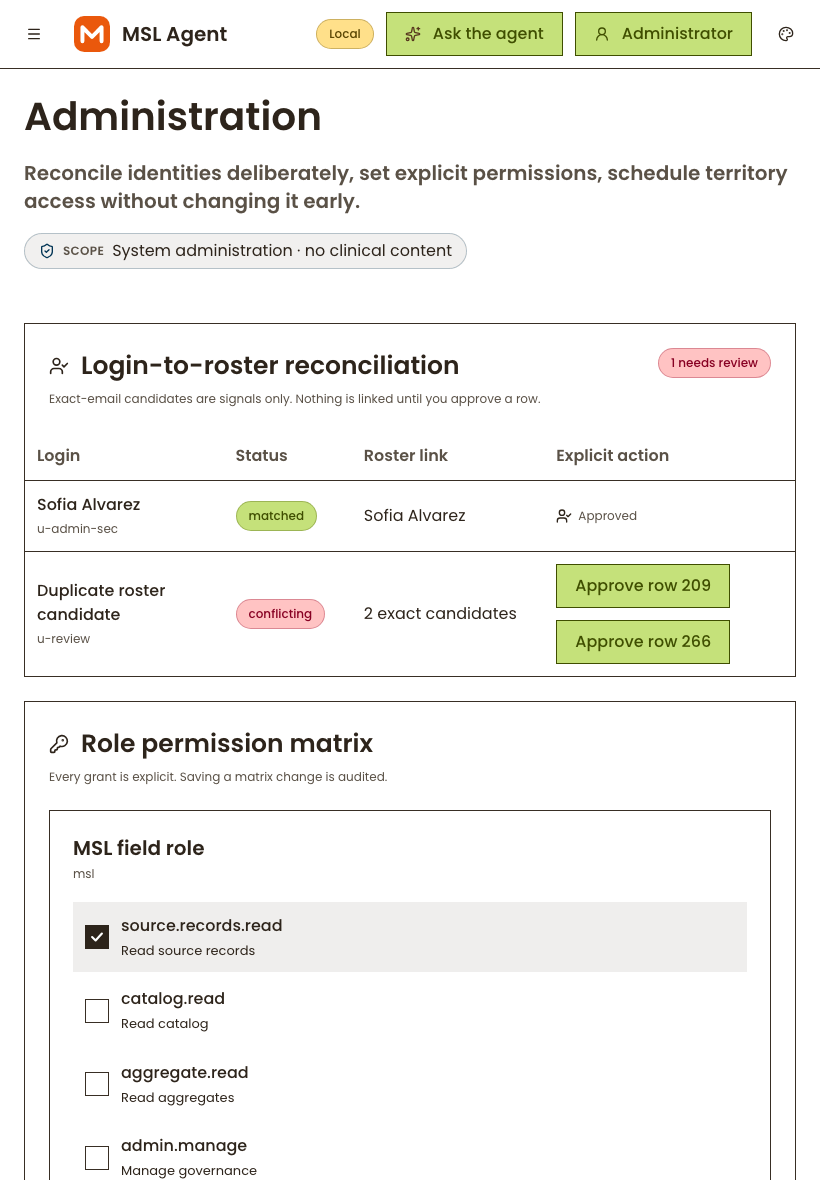 MSL Agent
Local
Ask the agent
Administrator
Administration
Reconcile identities deliberately, set explicit permissions, schedule territory
access without changing it early.
SCOPE System administration · no clinical content
Login-to-roster reconciliation
1 needs review
Exact-email candidates are signals only. Nothing is linked until you approve a row.
Login Status Roster link Explicit action
Sofia Alvarez
u-admin-sec
matched
Sofia Alvarez
Approved
Duplicate roster
candidate
u-review
conflicting
2 exact candidates
Approve row 209
Approve row 266
Role permission matrix
Every grant is explicit. Saving a matrix change is audited.
MSL field role
msl
source.records.read
Read source records
catalog.read
Read catalog
aggregate.read
Read aggregates
admin.manage
Manage governance